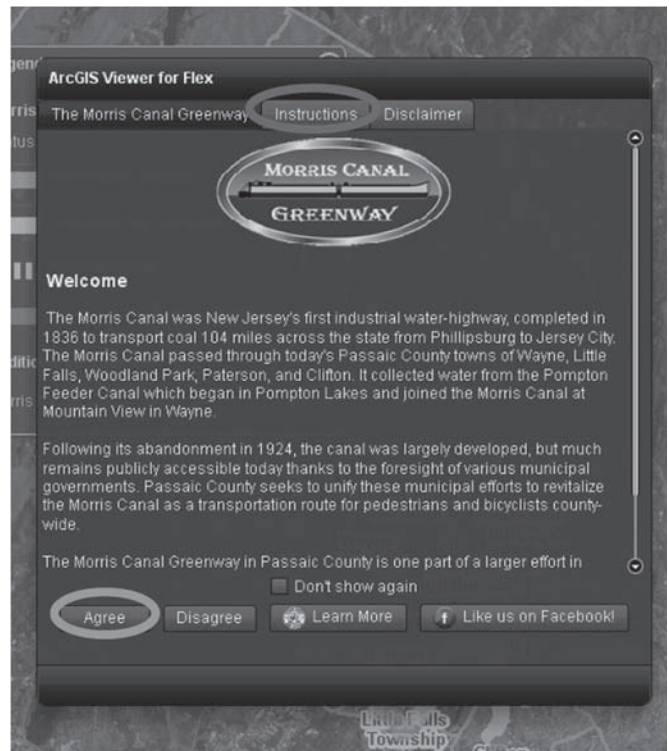 ArcGIS Viewer for Flex
The Morris Canal Greenway Instructions Disclaimer
MORRIS CANAL
GREENWAY
Welcome
The Morris Canal was New Jersey's first industrial water-highway, completed in
1836 to transport coal 104 miles across the state from Phillipsburg to Jersey City.
The Morris Canal passed through today's Passaic County towns of Wayne, Little
Falls, Woodland Park, Paterson, and Clifton. It collected water from the Pompton
Feeder Canal which began in Pompton Lakes and joined the Morris Canal at
Mountain View in Wayne.
Following its abandonment in 1924, the canal was largely developed, but much
remains publicly accessible today thanks to the foresight of various municipal
governments. Passaic County seeks to unify these municipal efforts to revitalize
the Morris Canal as a transportation route for pedestrians and bicyclists county-
wide.
The Morris Canal Greenway in Passaic County is one part of a larger effort in
Don't show again
Agree Disagree Learn More f Like us on Facebook!
Little Falls
Township